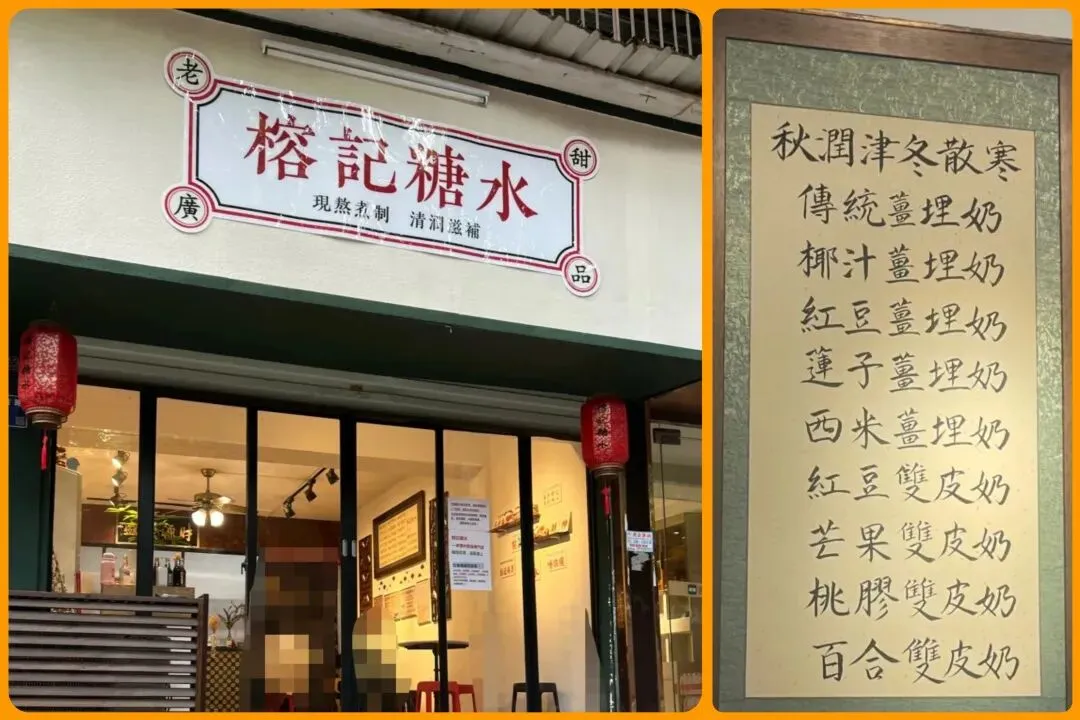 老
甜
榕記糖水
現熬煮制 清润滋補
廣
品
秋潤津冬散寒
傳統薑埋奶
椰汁薑埋奶
紅豆薑埋奶
蓮子薑埋奶
西米薑埋奶
紅豆雙皮奶
芒果雙皮奶
桃膠雙皮奶
百合雙皮奶